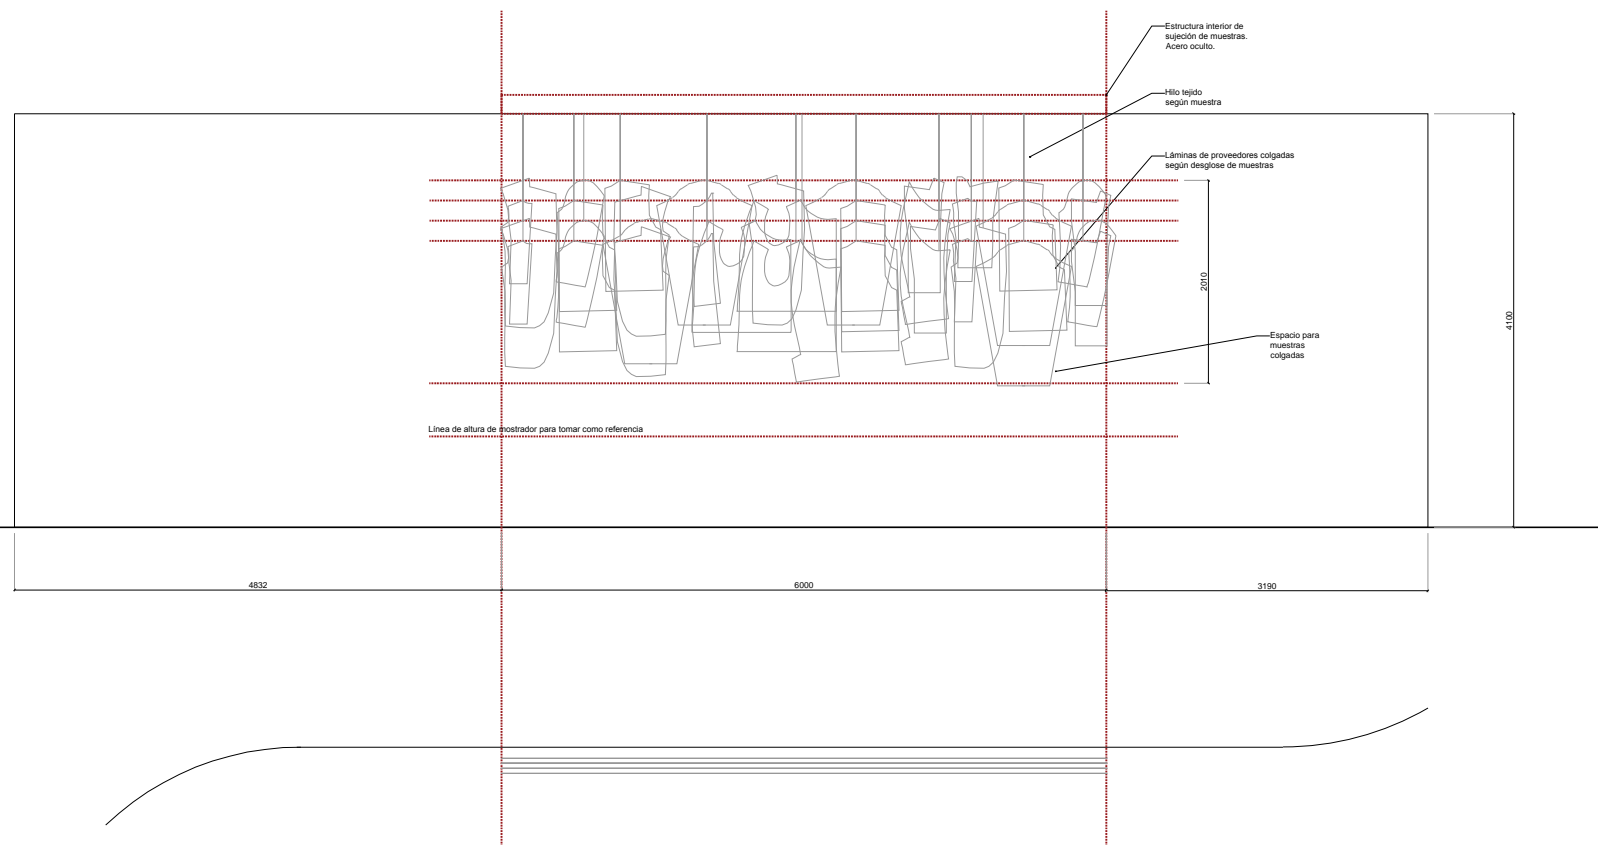 Estructura interior de
sujeción de muestras.
Acero oculto.
Hilo tejido
según muestra
Láminas de proveedores colgadas
según desglose de muestras
2010
4100
Espacio para
muestras
colgadas
Línea de altura de mostrador para tomar como referencia
4832
6000
3190